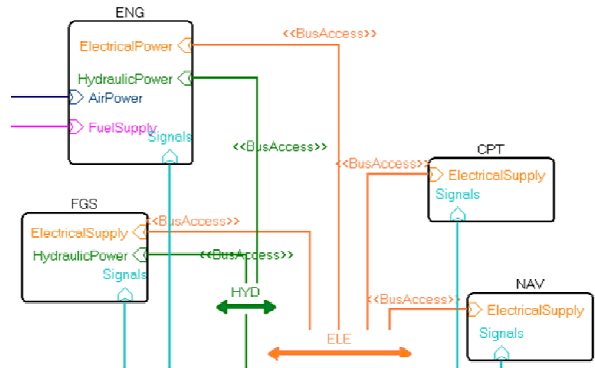 ENG
ElectricalPower
<<BusAccess>>
HydraulicPower
AirPower
FuelSupply
Signals
<<BusAccess>>
CPT
<<BusAccess>>
ElectricalSupply
Signals
FGS
<<BusAccess>>
ElectricalSupply
HydraulicPower
<<BusAccess>>
Signals
HYD
NAV
<<BusAccess>>
ElectricalSupply
ELE
Signals